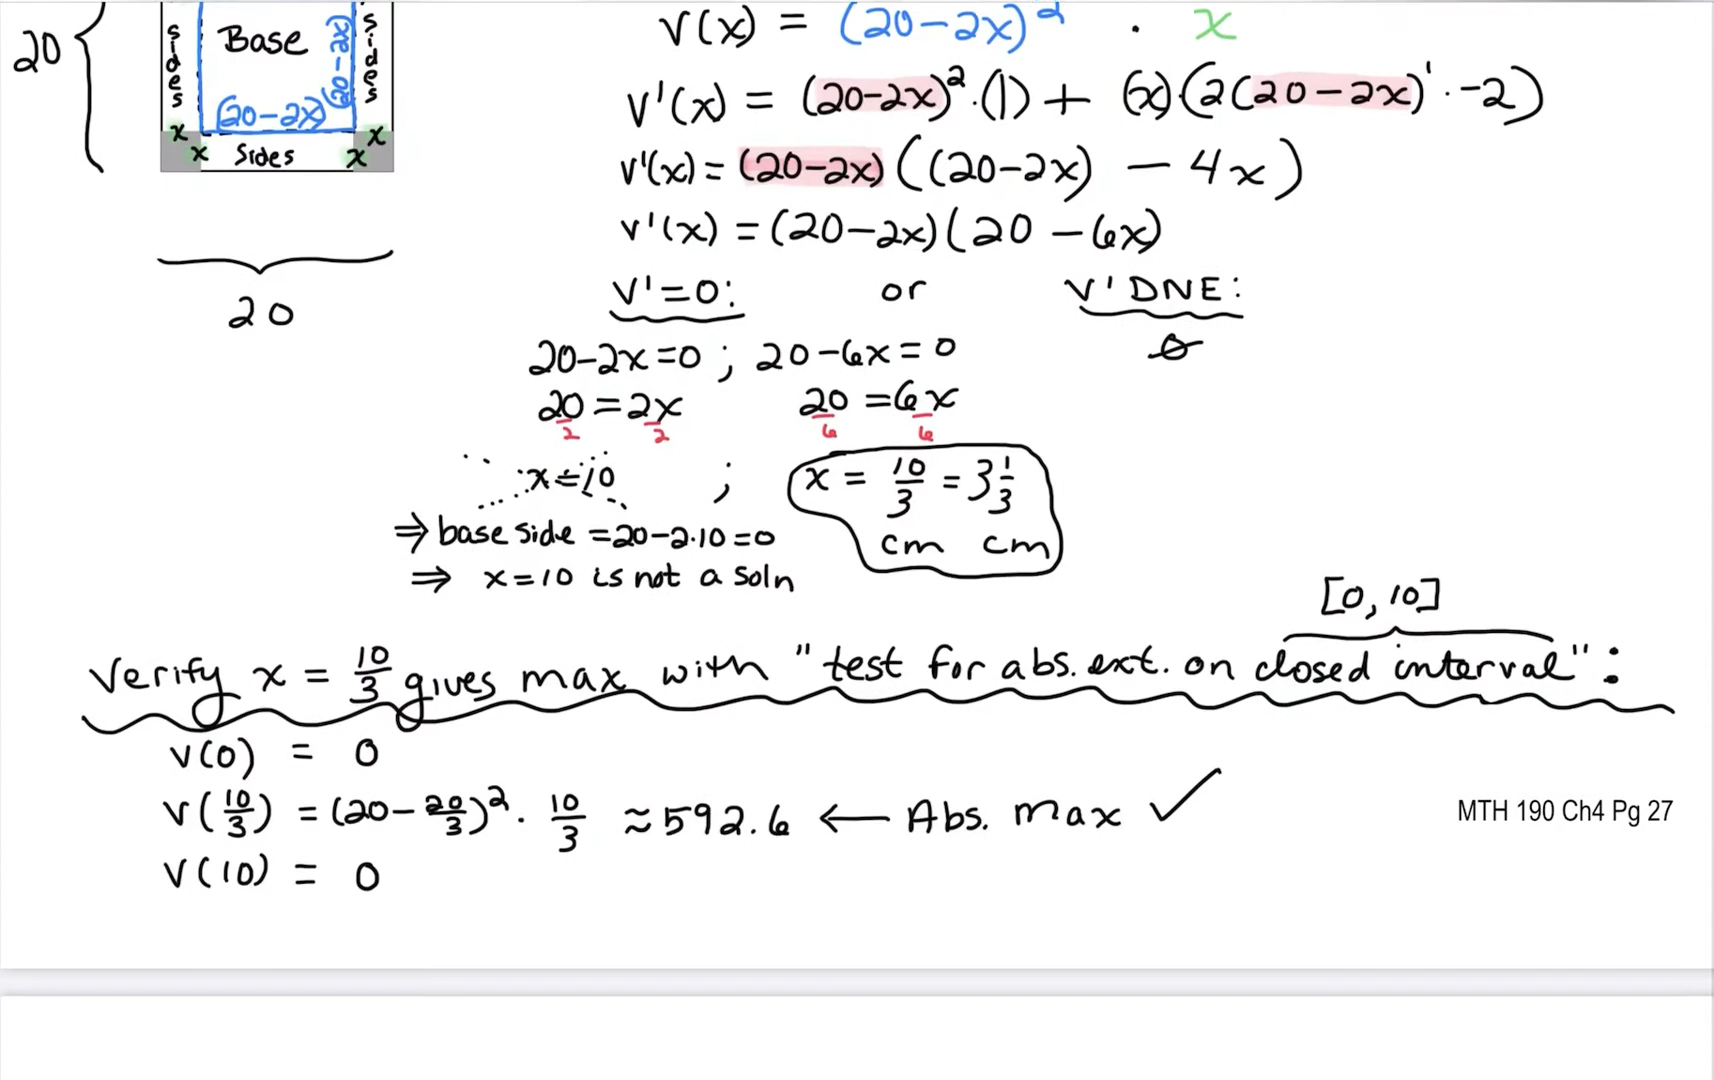 20
sides
Base
(20-2x)
(20-2x)
sides
x
x
Sides
x
x
20
V(x) = (20-2x)² · x
V'(x) = (20-2x)²·(1) + (x)(2(20-2x)¹·-2)
V'(x) = (20-2x)((20-2x) - 4x)
V'(x) = (20-2x)(20 - 6x)
V'=0: or V' DNE:
20-2x=0 ; 20-6x=0 ∅
20/2 = 2x/2 20/6 = 6x/6
x=10 ; x = 10/3 = 3 1/3
cm cm
⇒ base side = 20-2·10=0
⇒ x=10 is not a soln
[0, 10]
Verify x = 10/3 gives max with "test for abs. ext. on closed interval":
V(0) = 0
V(10/3) = (20-20/3)² · 10/3 ≈592.6 ← Abs. max ✓
V(10) = 0
MTH 190 Ch4 Pg 27